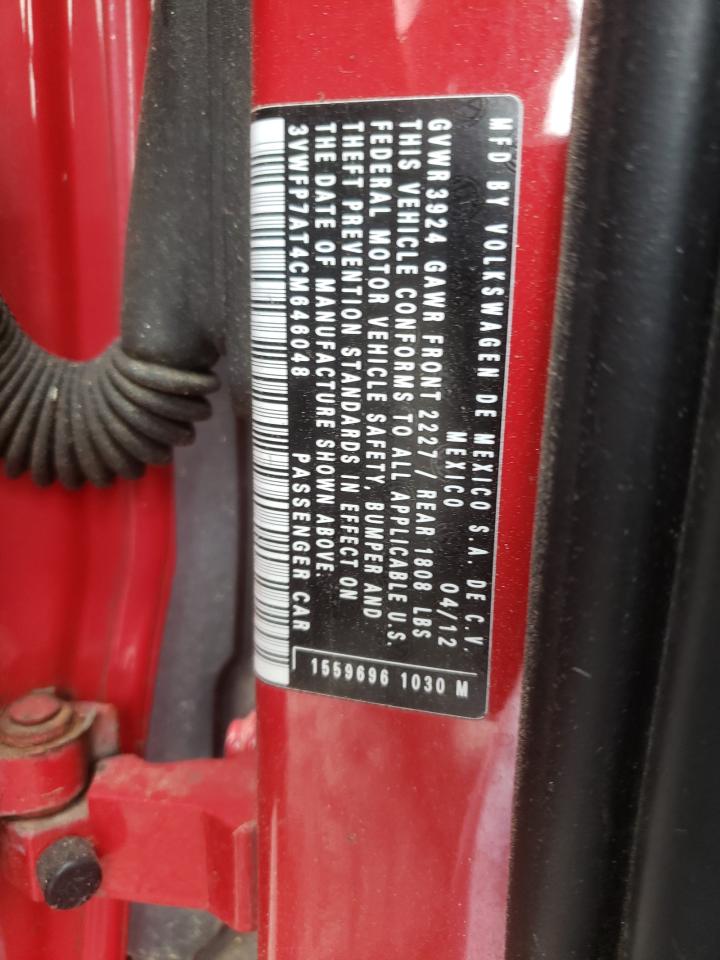 MFD BY VOLKSWAGEN DE MEXICO S.A. DE C.V.
MEXICO 04/12
GVWR 3924 GAWR FRONT 2227 / REAR 1808 LBS
THIS VEHICLE CONFORMS TO ALL APPLICABLE U.S.
FEDERAL MOTOR VEHICLE SAFETY, BUMPER AND
THEFT PREVENTION STANDARDS IN EFFECT ON
THE DATE OF MANUFACTURE SHOWN ABOVE.
3VWFP7AT4CM646048 PASSENGER CAR
1559696 1030 M